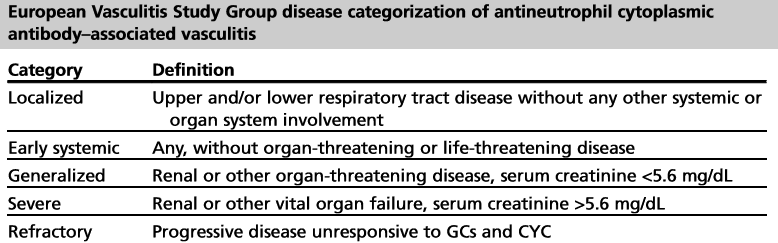 European Vasculitis Study Group disease categorization of antineutrophil cytoplasmic
antibody–associated vasculitis
Category Definition
Localized Upper and/or lower respiratory tract disease without any other systemic or
organ system involvement
Early systemic Any, without organ-threatening or life-threatening disease
Generalized Renal or other organ-threatening disease, serum creatinine <5.6 mg/dL
Severe Renal or other vital organ failure, serum creatinine >5.6 mg/dL
Refractory Progressive disease unresponsive to GCs and CYC